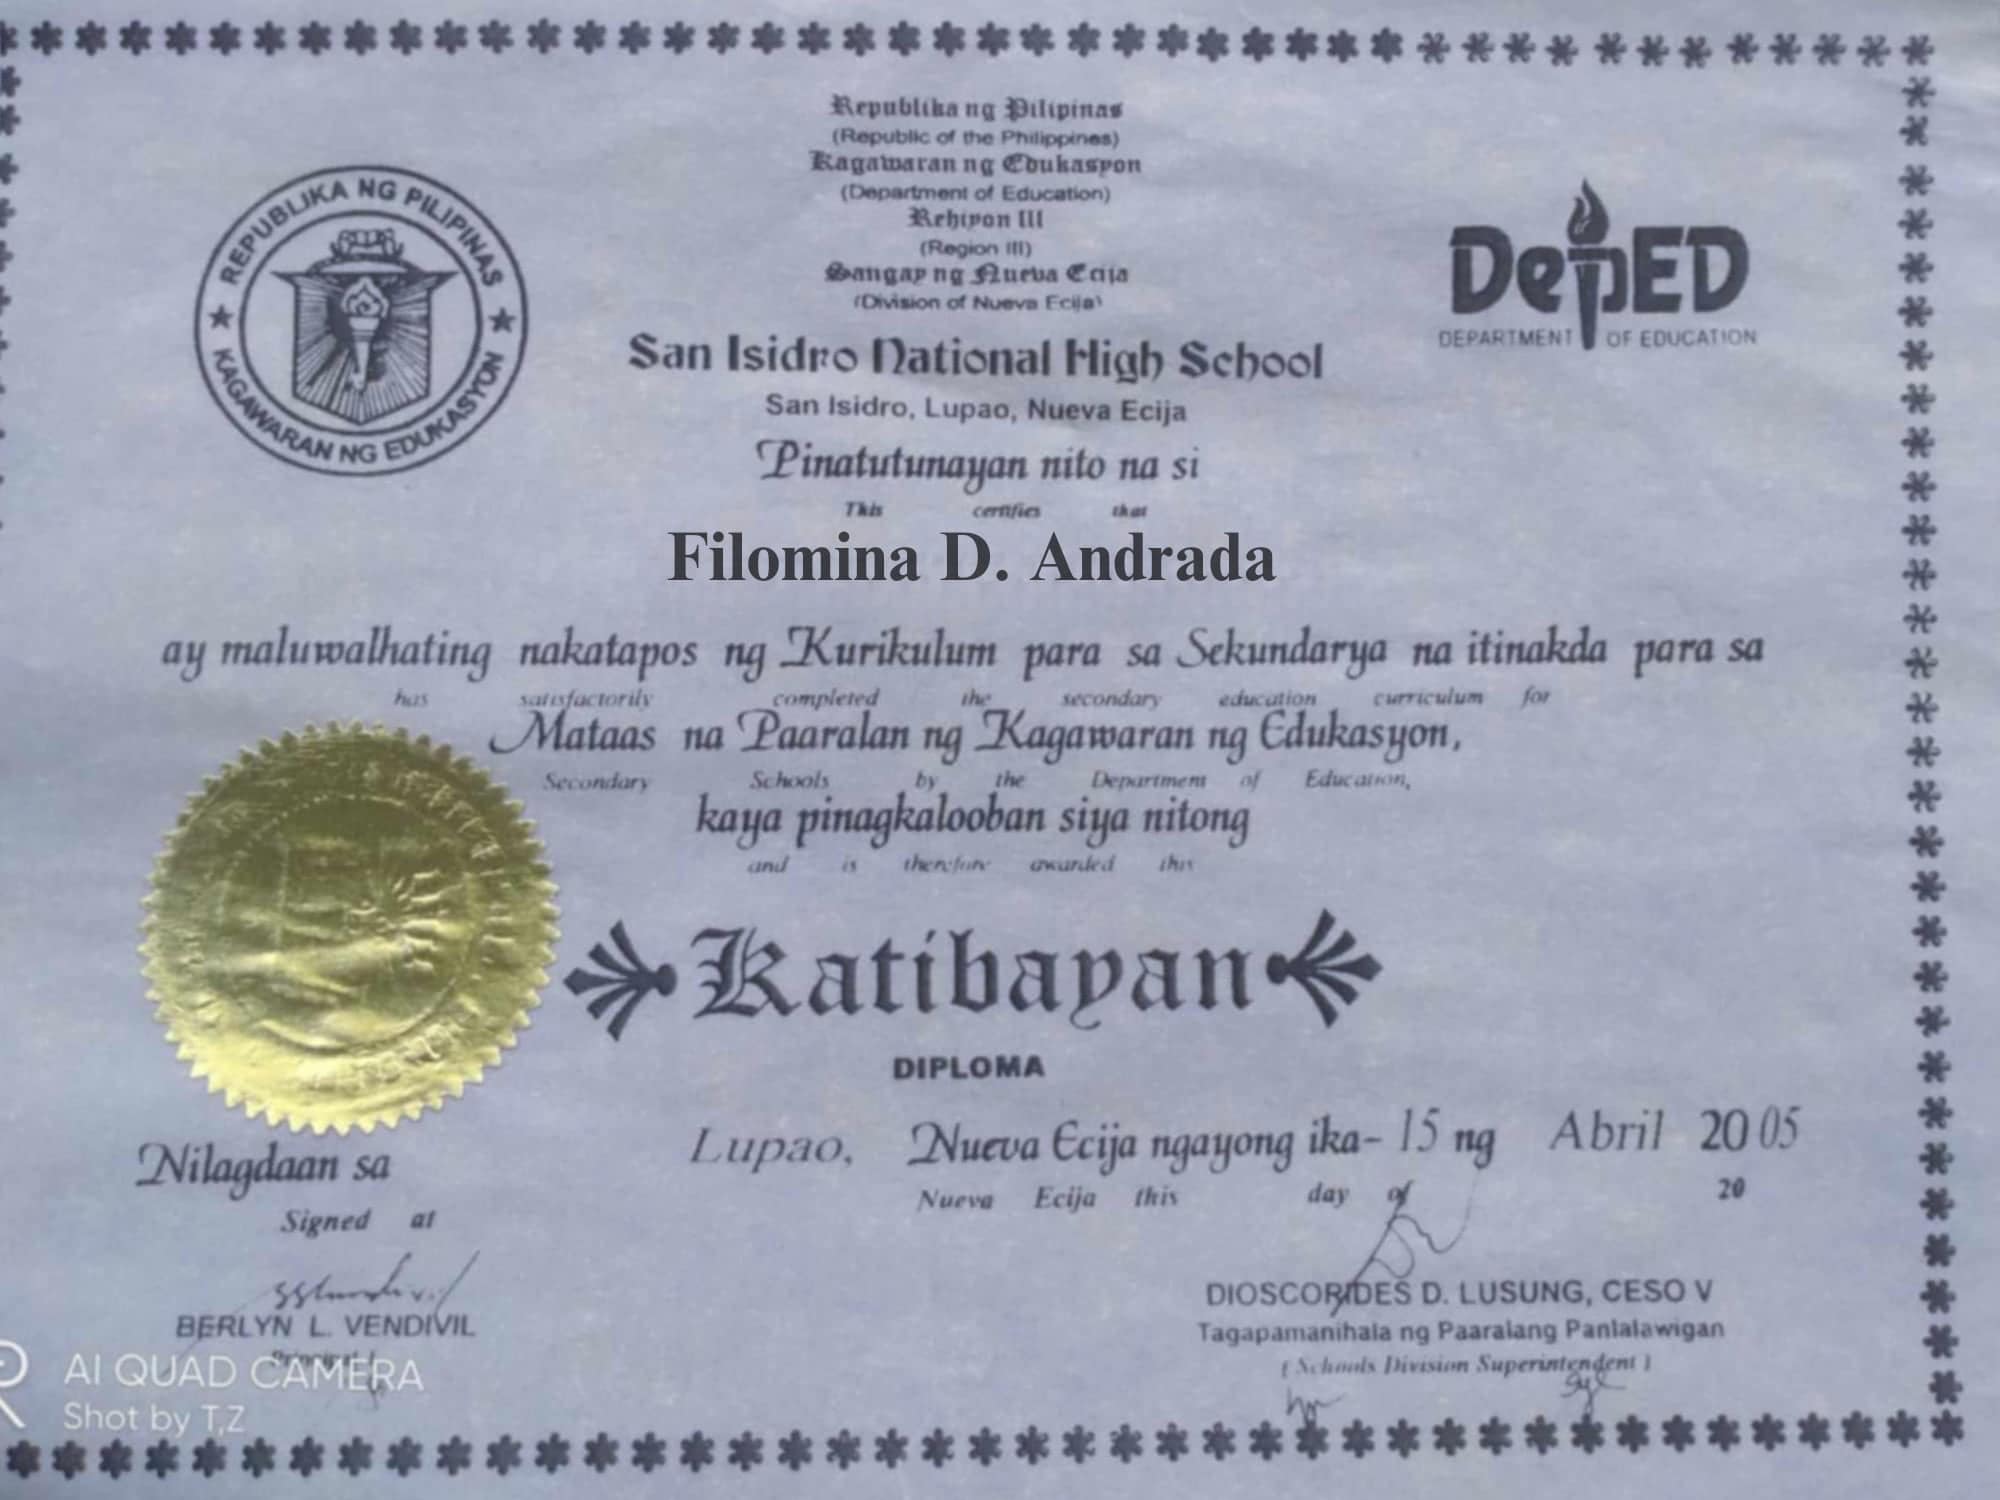 Republika ng Pilipinas
(Republic of the Philippines)
Kagawaran ng Edukasyon
(Department of Education)
Rehiyon III
(Region III)
Sangay ng Nueva Ecija
(Division of Nueva Ecija)
REPUBLIKA NG PILIPINAS
KAGAWARAN NG EDUKASYON
DepED
DEPARTMENT OF EDUCATION
San Isidro National High School
San Isidro, Lupao, Nueva Ecija
Pinatutunayan nito na si
This certifies that
Filomina D. Andrada
ay maluwalhating nakatapos ng Kurikulum para sa Sekundarya na itinakda para sa
has satisfactorily completed the secondary education curriculum for
Mataas na Paaralan ng Kagawaran ng Edukasyon,
Secondary Schools by the Department of Education,
kaya pinagkalooban siya nitong
and is therefore awarded this
Katibayan
DIPLOMA
Nilagdaan sa Lupao, Nueva Ecija ngayong ika- 15 ng Abril 2005
Signed at Nueva Ecija this day of 20
BERLYN L. VENDIVIL
Principal I
DIOSCORIDES D. LUSUNG, CESO V
Tagapamanihala ng Paaralang Panlalawigan
(Schools Division Superintendent)
AI QUAD CAMERA
Shot by T,Z